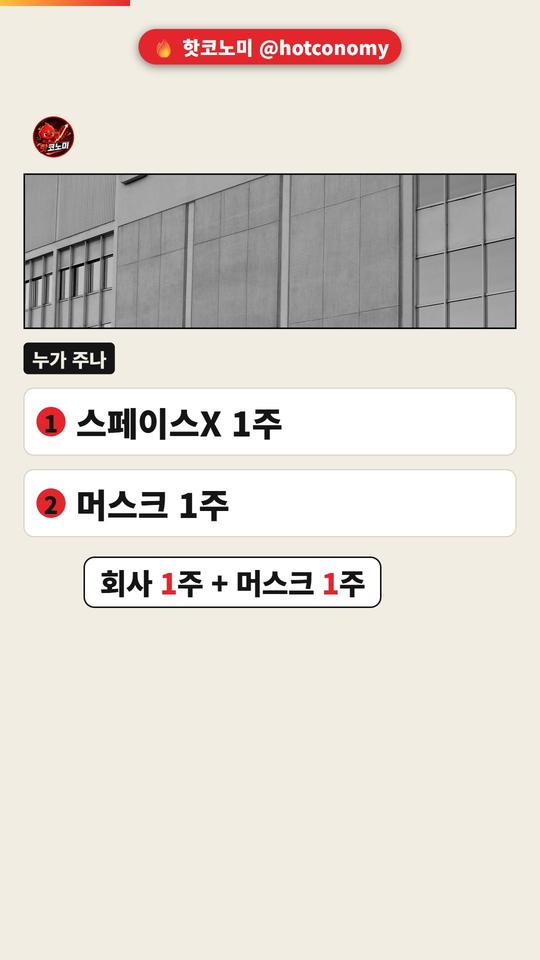 🔥 핫코노미 @hotconomy
핫코노미
누가 주나
1 스페이스X 1주
2 머스크 1주
회사 1주 + 머스크 1주